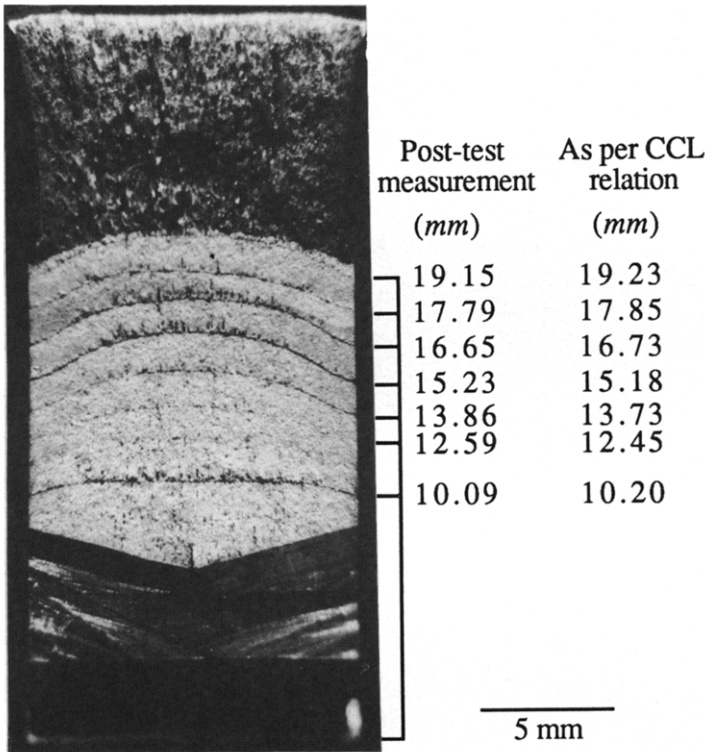 Post-test As per CCL
measurement relation
(mm) (mm)
19.15 19.23
17.79 17.85
16.65 16.73
15.23 15.18
13.86 13.73
12.59 12.45
10.09 10.20
5 mm